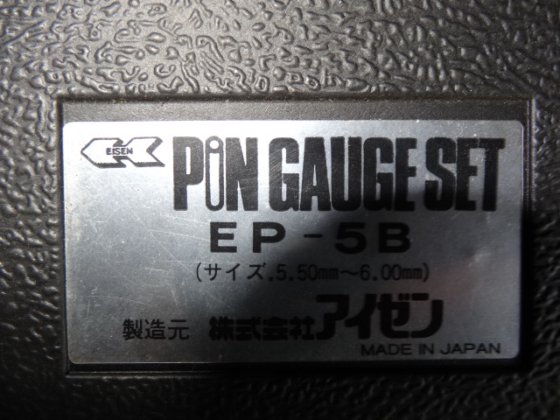 EISEN
PiN GAUGE SET
EP-5B
(サイズ.5.50mm～6.00mm)
製造元 株式会社アイゼン
MADE IN JAPAN